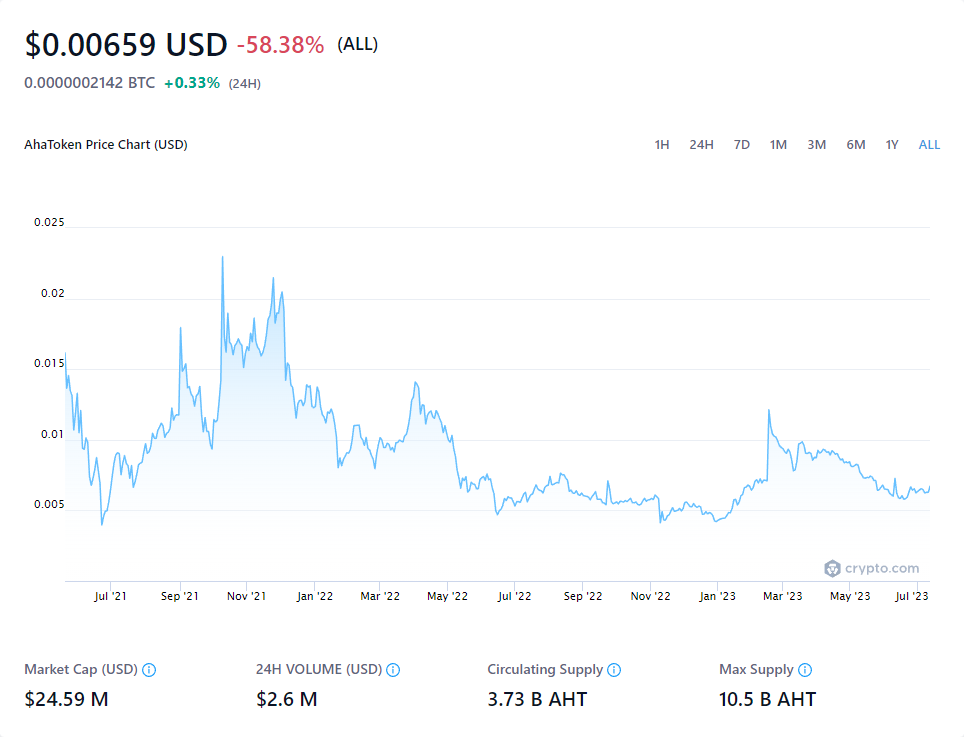 $0.00659 USD -58.38% (ALL)
0.0000002142 BTC +0.33% (24H)
AhaToken Price Chart (USD) 1H 24H 7D 1M 3M 6M 1Y ALL
0.025
0.02
0.015
0.01
0.005
crypto.com
Jul '21 Sep '21 Nov '21 Jan '22 Mar '22 May '22 Jul '22 Sep '22 Nov '22 Jan '23 Mar '23 May '23 Jul '23
Market Cap (USD) 24H VOLUME (USD) Circulating Supply Max Supply
$24.59 M $2.6 M 3.73 B AHT 10.5 B AHT